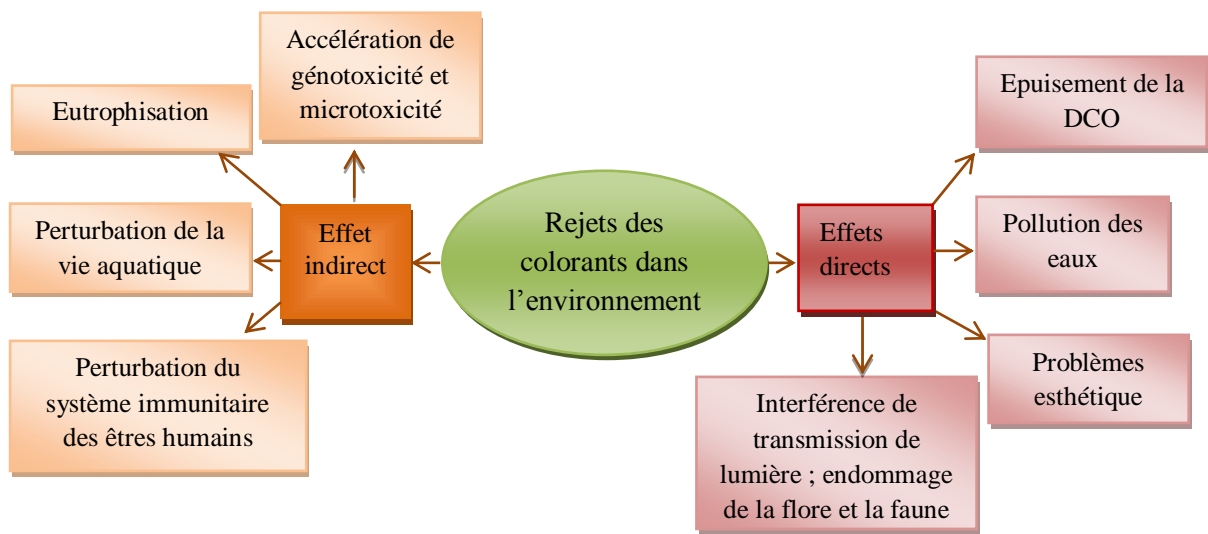 Accélération de
génotoxicité et
microtoxicité
Eutrophisation
Perturbation de la
vie aquatique
Perturbation du
système immunitaire
des êtres humains
Effet
indirect
Rejets des
colorants dans
l’environnement
Effets
directs
Epuisement de la
DCO
Pollution des
eaux
Problèmes
esthétique
Interférence de
transmission de
lumière ; endommage
de la flore et la faune